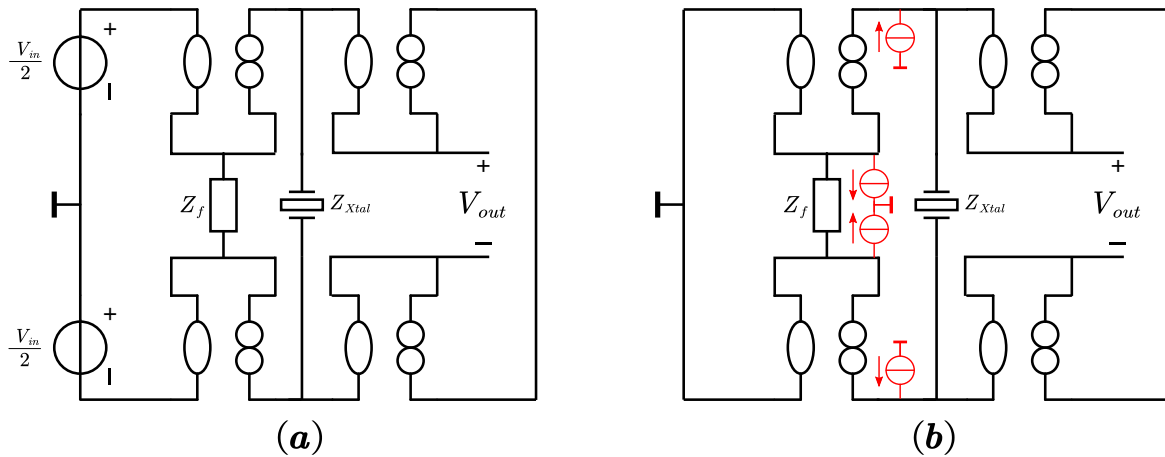 +
V_in
2
−
Z_f
Z_Xtal
+
V_out
−
+
V_in
2
−
(a)
Z_f
Z_Xtal
+
V_out
−
(b)